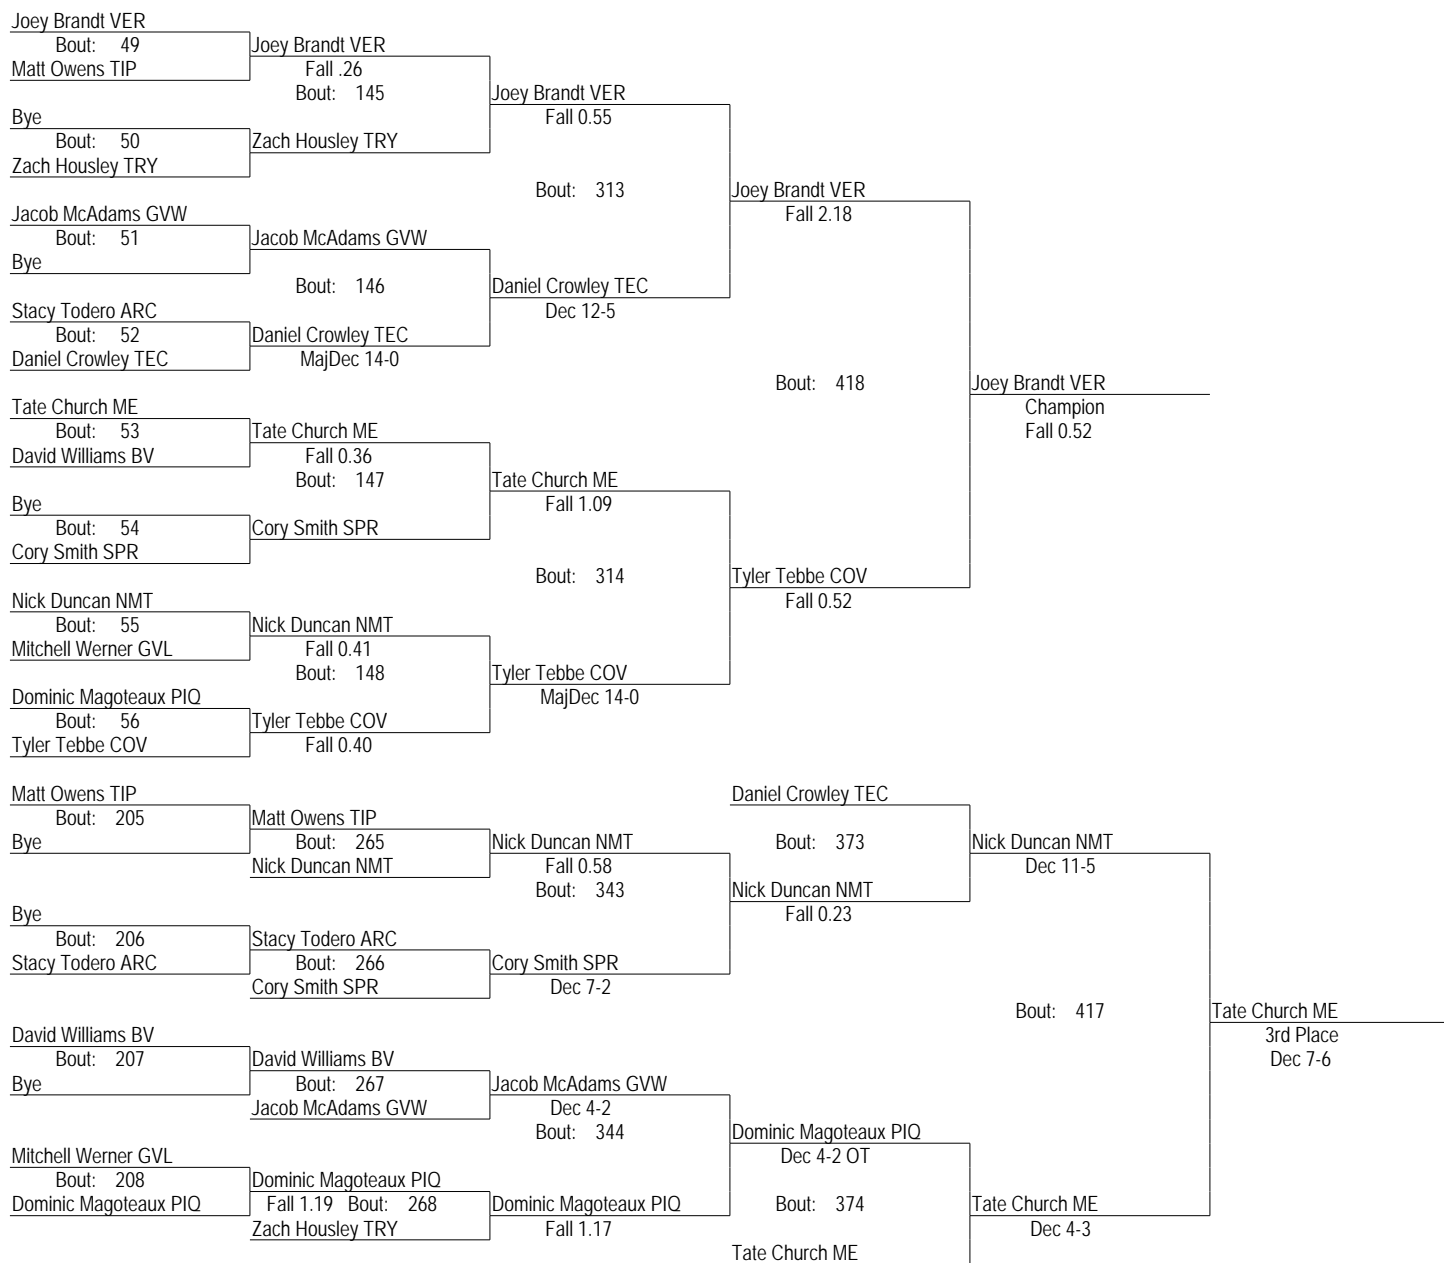 Joey Brandt VER
Bout: 49
Joey Brandt VER
Matt Owens TIP
Fall .26
Bout: 145
Joey Brandt VER
Bye
Fall 0.55
Bout: 50
Zach Housley TRY
Zach Housley TRY
Bout: 313
Joey Brandt VER
Jacob McAdams GVW
Fall 2.18
Bout: 51
Jacob McAdams GVW
Bye
Bout: 146
Daniel Crowley TEC
Stacy Todero ARC
Dec 12-5
Bout: 52
Daniel Crowley TEC
Daniel Crowley TEC
MajDec 14-0
Bout: 418
Joey Brandt VER
Tate Church ME
Champion
Bout: 53
Tate Church ME
Fall 0.52
David Williams BV
Fall 0.36
Bout: 147
Tate Church ME
Bye
Fall 1.09
Bout: 54
Cory Smith SPR
Cory Smith SPR
Bout: 314
Tyler Tebbe COV
Nick Duncan NMT
Fall 0.52
Bout: 55
Nick Duncan NMT
Mitchell Werner GVL
Fall 0.41
Bout: 148
Tyler Tebbe COV
Dominic Magoteaux PIQ
MajDec 14-0
Bout: 56
Tyler Tebbe COV
Tyler Tebbe COV
Fall 0.40
Matt Owens TIP
Daniel Crowley TEC
Bout: 205
Matt Owens TIP
Bye
Bout: 265
Nick Duncan NMT
Bout: 373
Nick Duncan NMT
Nick Duncan NMT
Fall 0.58
Dec 11-5
Bout: 343
Nick Duncan NMT
Bye
Fall 0.23
Bout: 206
Stacy Todero ARC
Stacy Todero ARC
Bout: 266
Cory Smith SPR
Cory Smith SPR
Dec 7-2
Bout: 417
Tate Church ME
David Williams BV
3rd Place
Bout: 207
David Williams BV
Dec 7-6
Bye
Bout: 267
Jacob McAdams GVW
Jacob McAdams GVW
Dec 4-2
Bout: 344
Dominic Magoteaux PIQ
Mitchell Werner GVL
Dec 4-2 OT
Bout: 208
Dominic Magoteaux PIQ
Dominic Magoteaux PIQ
Fall 1.19 Bout: 268
Dominic Magoteaux PIQ
Bout: 374
Tate Church ME
Zach Housley TRY
Fall 1.17
Dec 4-3
Tate Church ME